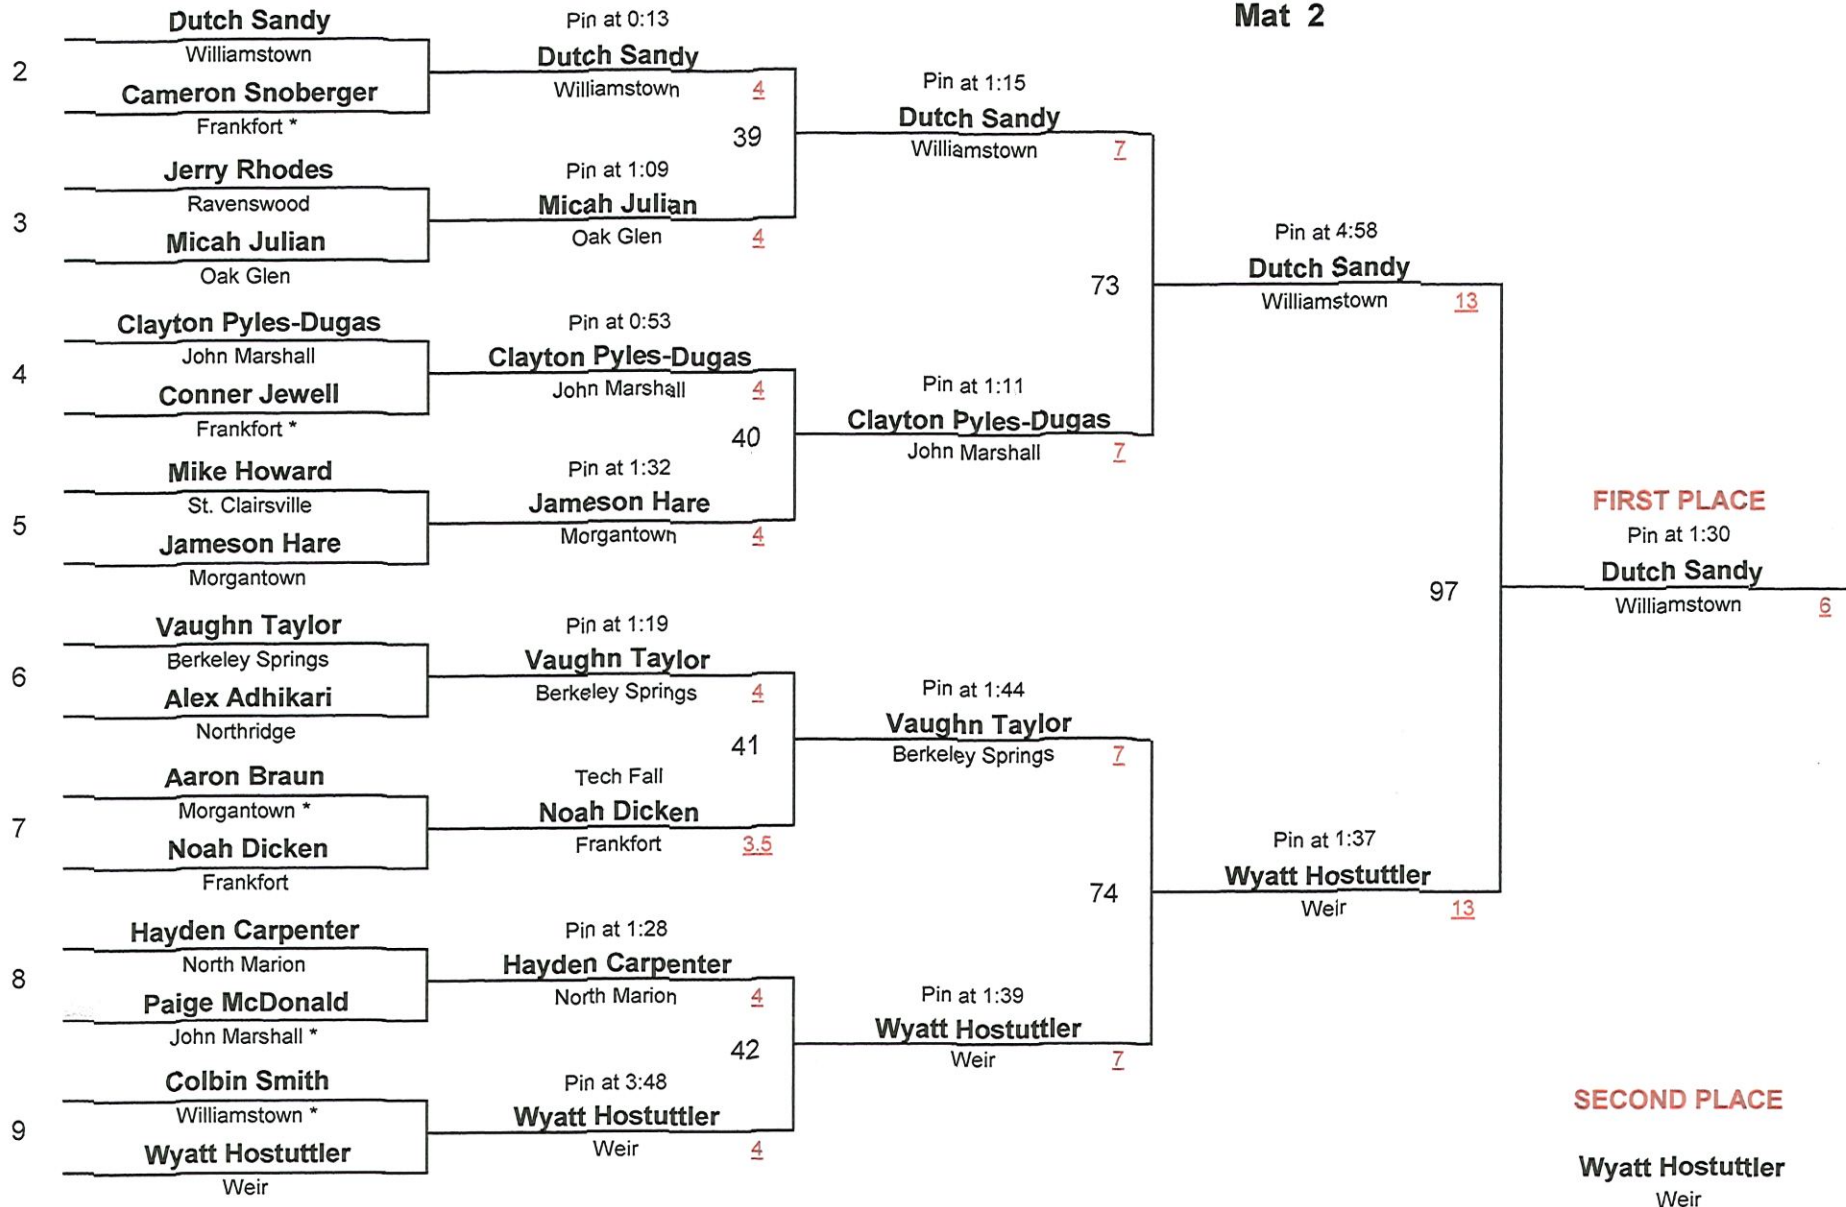 Mat 2
2
Dutch Sandy
Williamstown
Cameron Snoberger
Frankfort *
3
Jerry Rhodes
Ravenswood
Micah Julian
Oak Glen
4
Clayton Pyles-Dugas
John Marshall
Conner Jewell
Frankfort *
5
Mike Howard
St. Clairsville
Jameson Hare
Morgantown
6
Vaughn Taylor
Berkeley Springs
Alex Adhikari
Northridge
7
Aaron Braun
Morgantown *
Noah Dicken
Frankfort
8
Hayden Carpenter
North Marion
Paige McDonald
John Marshall *
9
Colbin Smith
Williamstown *
Wyatt Hostuttler
Weir
Pin at 0:13
Dutch Sandy
Williamstown 4
39
Pin at 1:09
Micah Julian
Oak Glen 4
Pin at 0:53
Clayton Pyles-Dugas
John Marshall 4
40
Pin at 1:32
Jameson Hare
Morgantown 4
Pin at 1:19
Vaughn Taylor
Berkeley Springs 4
41
Tech Fall
Noah Dicken
Frankfort 3.5
Pin at 1:28
Hayden Carpenter
North Marion 4
42
Pin at 3:48
Wyatt Hostuttler
Weir 4
Pin at 1:15
Dutch Sandy
Williamstown 7
73
Pin at 1:11
Clayton Pyles-Dugas
John Marshall 7
Pin at 1:44
Vaughn Taylor
Berkeley Springs 7
74
Pin at 1:39
Wyatt Hostuttler
Weir 7
Pin at 4:58
Dutch Sandy
Williamstown 13
97
Pin at 1:37
Wyatt Hostuttler
Weir 13
FIRST PLACE
Pin at 1:30
Dutch Sandy
Williamstown 6
SECOND PLACE
Wyatt Hostuttler
Weir